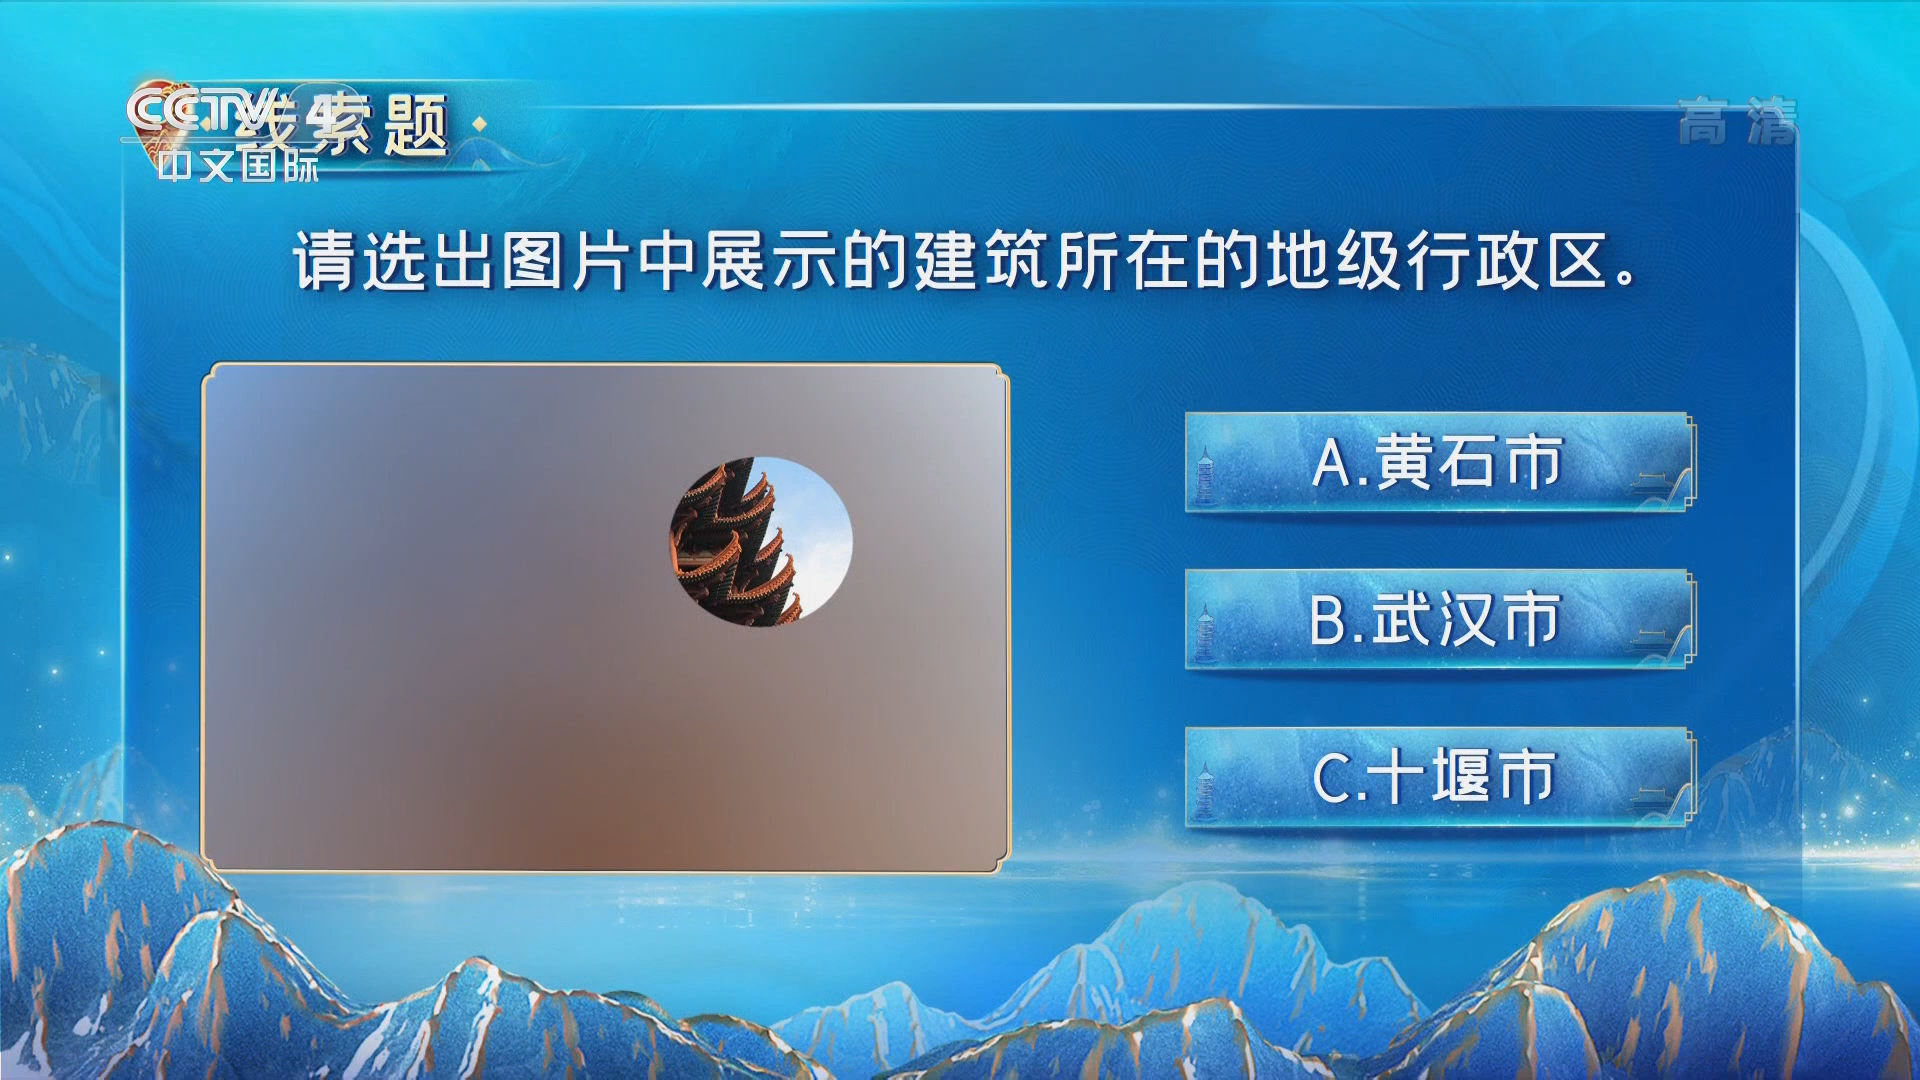 CCTV 4
线索题
中文国际
高清
请选出图片中展示的建筑所在的地级行政区。
A.黄石市
B.武汉市
C.十堰市